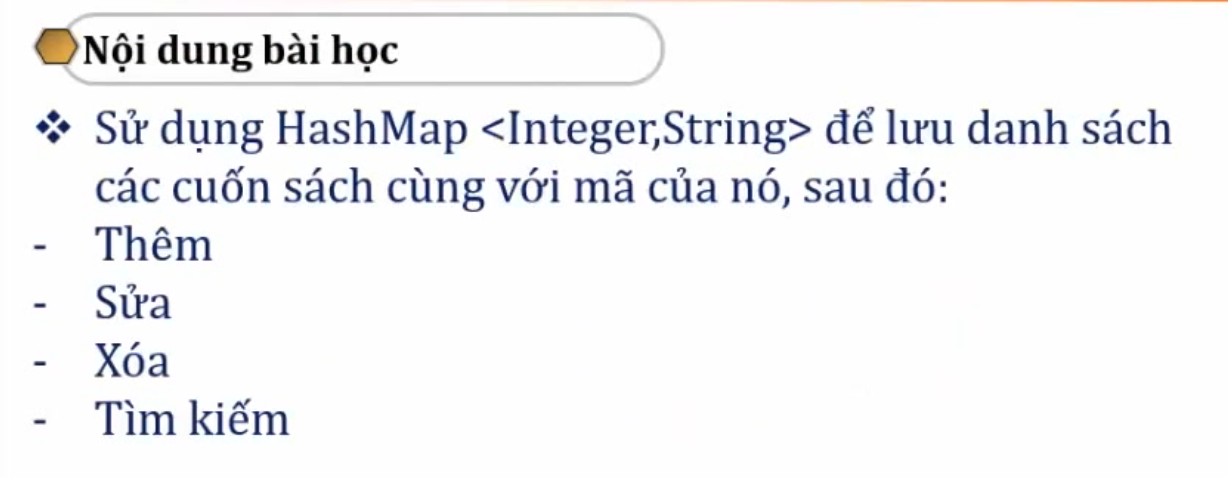 Nội dung bài học
❖ Sử dụng HashMap <Integer,String> để lưu danh sách
các cuốn sách cùng với mã của nó, sau đó:
- Thêm
- Sửa
- Xóa
- Tìm kiếm